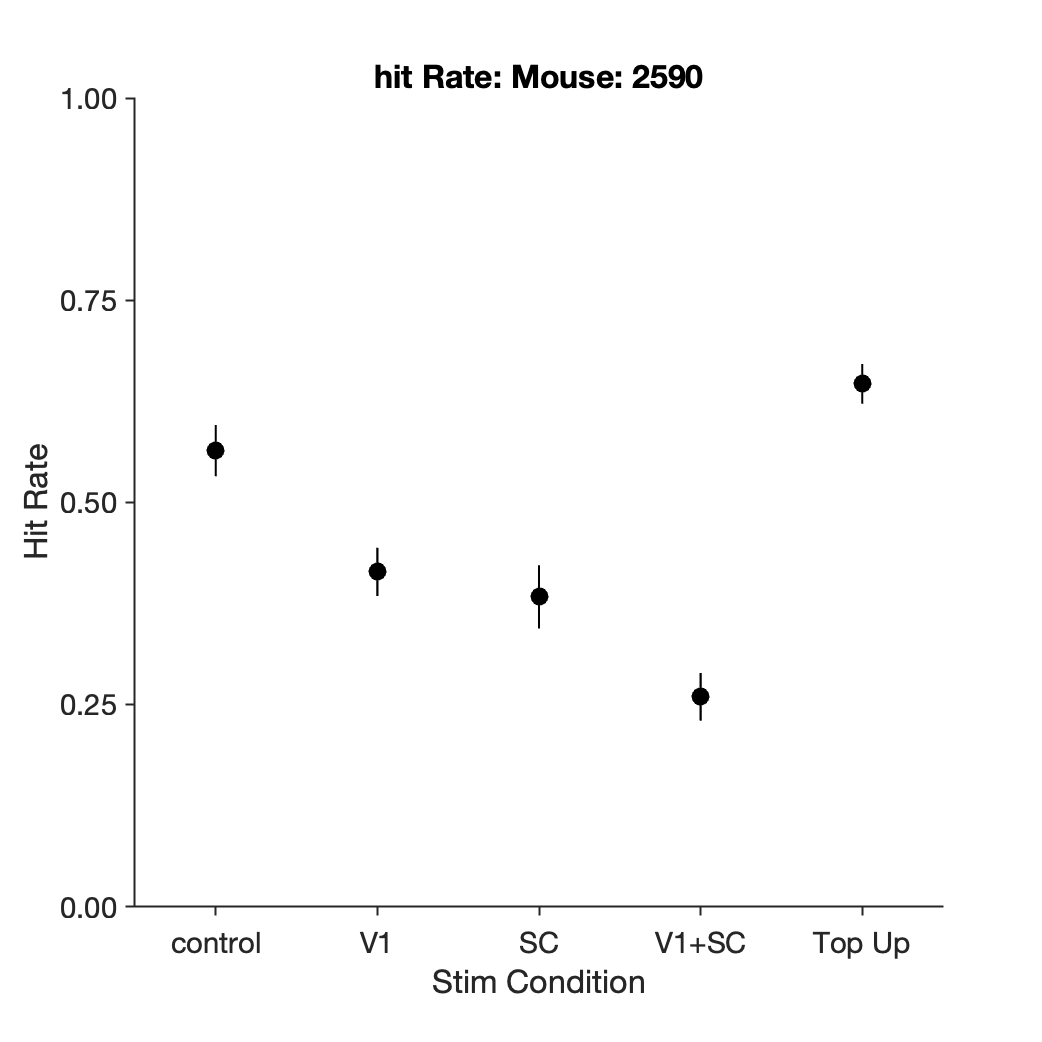 hit Rate: Mouse: 2590
1.00
0.75
0.50
0.25
0.00
Hit Rate
control V1 SC V1+SC Top Up
Stim Condition